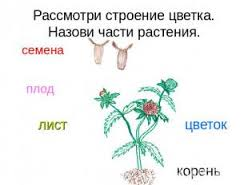 Рассмотри строение цветка.
Назови части растения.
семена
плод
лист
цветок
корень